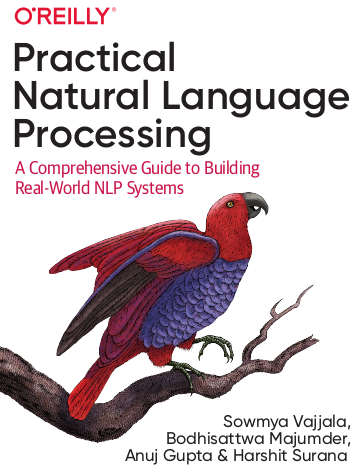 O'REILLY®
Practical
Natural Language
Processing
A Comprehensive Guide to Building
Real-World NLP Systems
Sowmya Vajjala,
Bodhisattwa Majumder,
Anuj Gupta & Harshit Surana